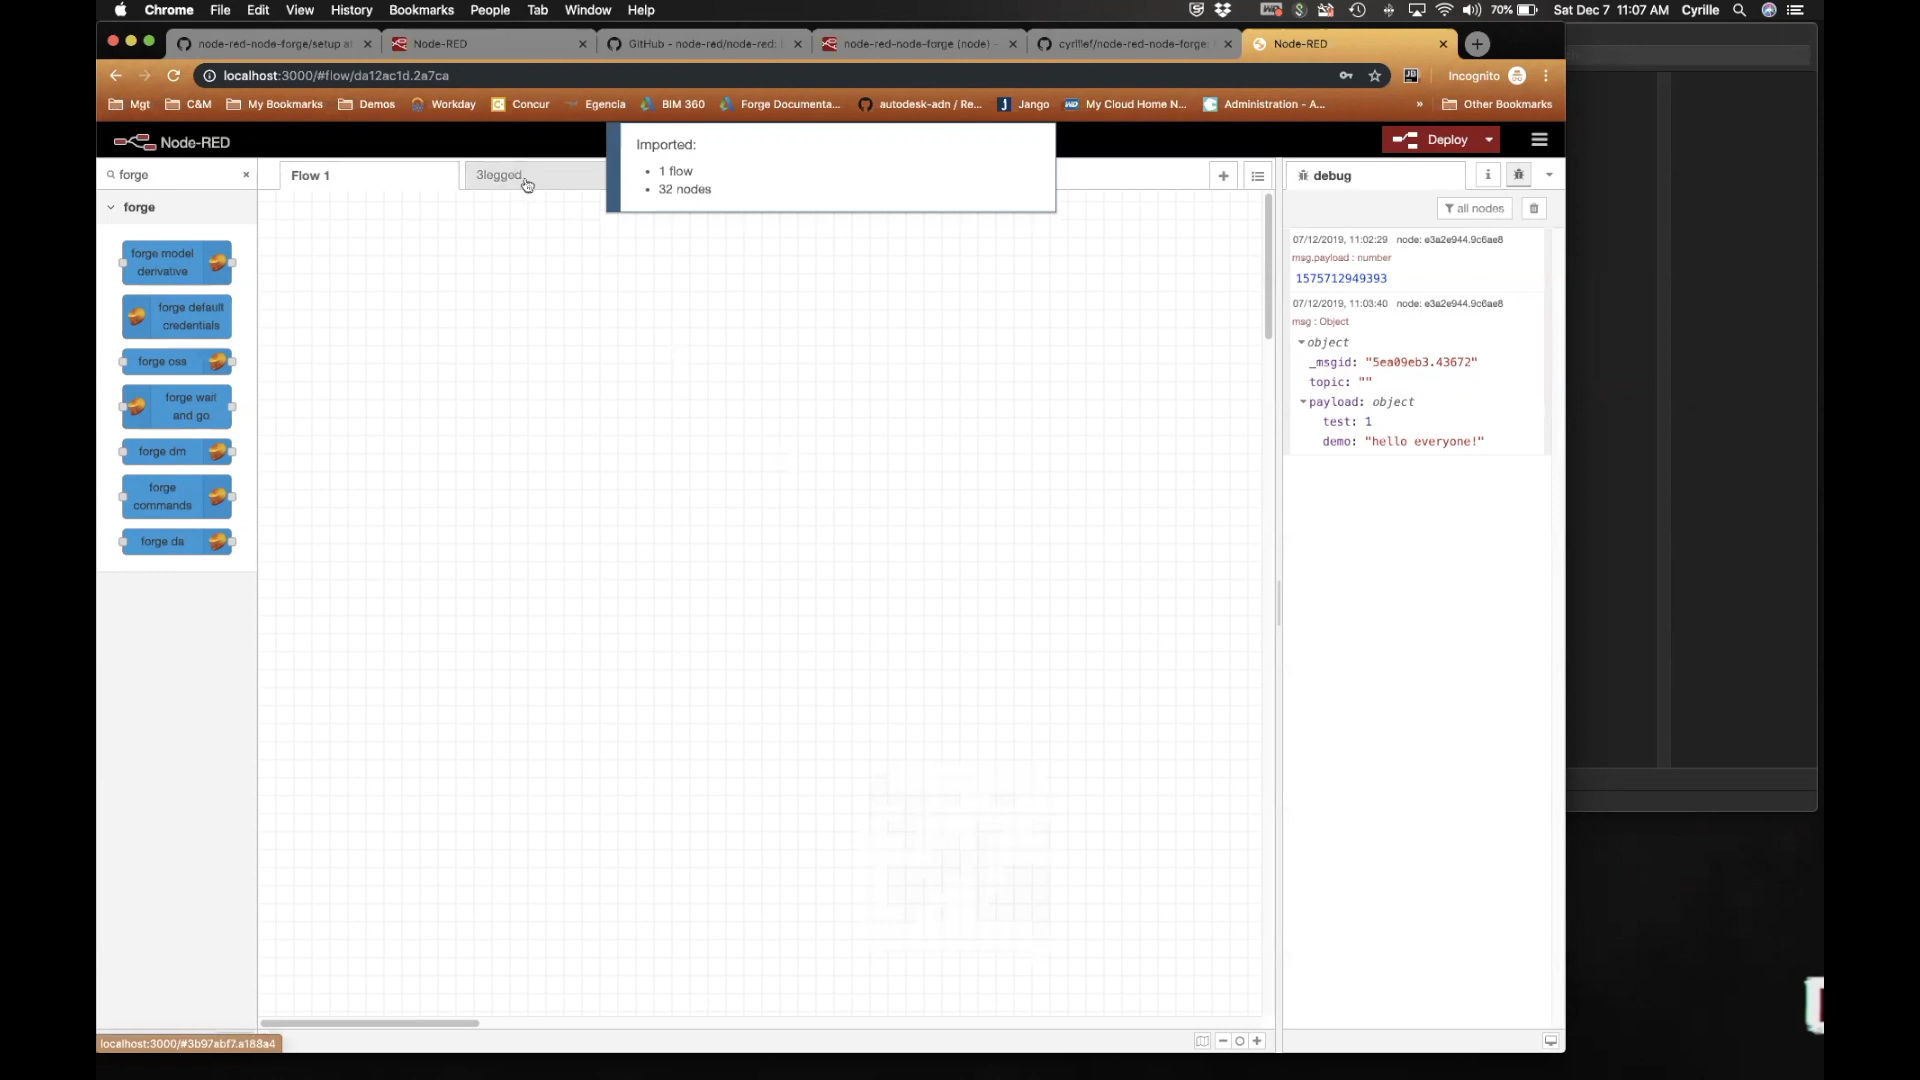 Chrome File Edit View History Bookmarks People Tab Window Help
70% Sat Dec 7 11:07 AM Cyrille
node-red-node-forge/setup at
Node-RED
GitHub - node-red/node-red: L
node-red-node-forge (node) -
cyrillef/node-red-node-forge:
Node-RED
localhost:3000/#flow/da12ac1d.2a7ca
JB
Incognito
Mgt C&M My Bookmarks Demos Workday Concur Egencia BIM 360 Forge Documenta... autodesk-adn / Re... Django My Cloud Home N... Administration - A... » Other Bookmarks
Node-RED
Deploy
Imported:
• 1 flow
• 32 nodes
forge
Flow 1
3legged
debug
forge
all nodes
forge model
derivative
forge default
credentials
forge oss
forge wait
and go
forge dm
forge
commands
forge da
07/12/2019, 11:02:29 node: e3a2e944.9c6ae8
msg.payload : number
1575712949393
07/12/2019, 11:03:40 node: e3a2e944.9c6ae8
msg : Object
object
_msgid: "5ea09eb3.43672"
topic: ""
payload: object
test: 1
demo: "hello everyone!"
localhost:3000/#3b97abf7.a188a4